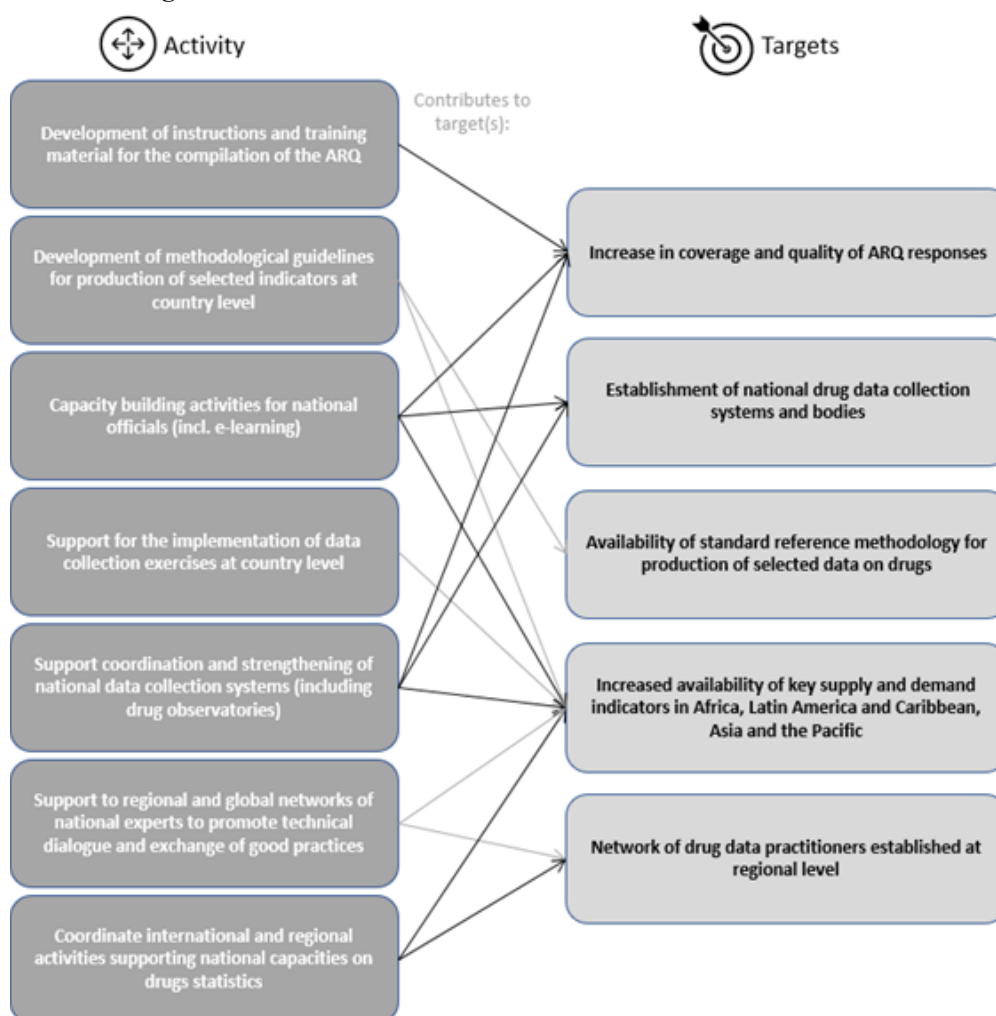 Activity
Targets
Contributes to
target(s):
Development of instructions and training
material for the compilation of the ARQ
Development of methodological guidelines
for production of selected indicators at
country level
Capacity building activities for national
officials (incl. e-learning)
Support for the implementation of data
collection exercises at country level
Support coordination and strengthening of
national data collection systems (including
drug observatories)
Support to regional and global networks of
national experts to promote technical
dialogue and exchange of good practices
Coordinate international and regional
activities supporting national capacities on
drugs statistics
Increase in coverage and quality of ARQ responses
Establishment of national drug data collection
systems and bodies
Availability of standard reference methodology for
production of selected data on drugs
Increased availability of key supply and demand
indicators in Africa, Latin America and Caribbean,
Asia and the Pacific
Network of drug data practitioners established at
regional level